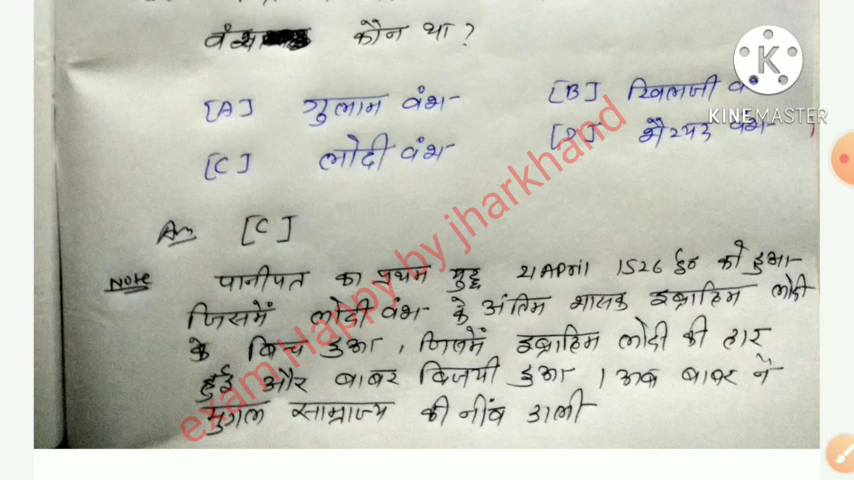 वंश कौन था ?
[A] गुलाम वंश
[B] खिलजी वं
[C] लोदी वंश
[D] सैय्यद वंश
Ans [C]
Note पानीपत का प्रथम युद्ध 21 April 1526 ई० को हुआ
जिसमें लोदी वंश के अंतिम शासक इब्राहिम लोदी
के बिच हुआ , जिसमें इब्राहिम लोदी की हार
हुई और बाबर विजयी हुआ । अब बाबर ने
मुगल साम्राज्य की नींव डाली
exam Happy by jharkhand
K
KINEMASTER